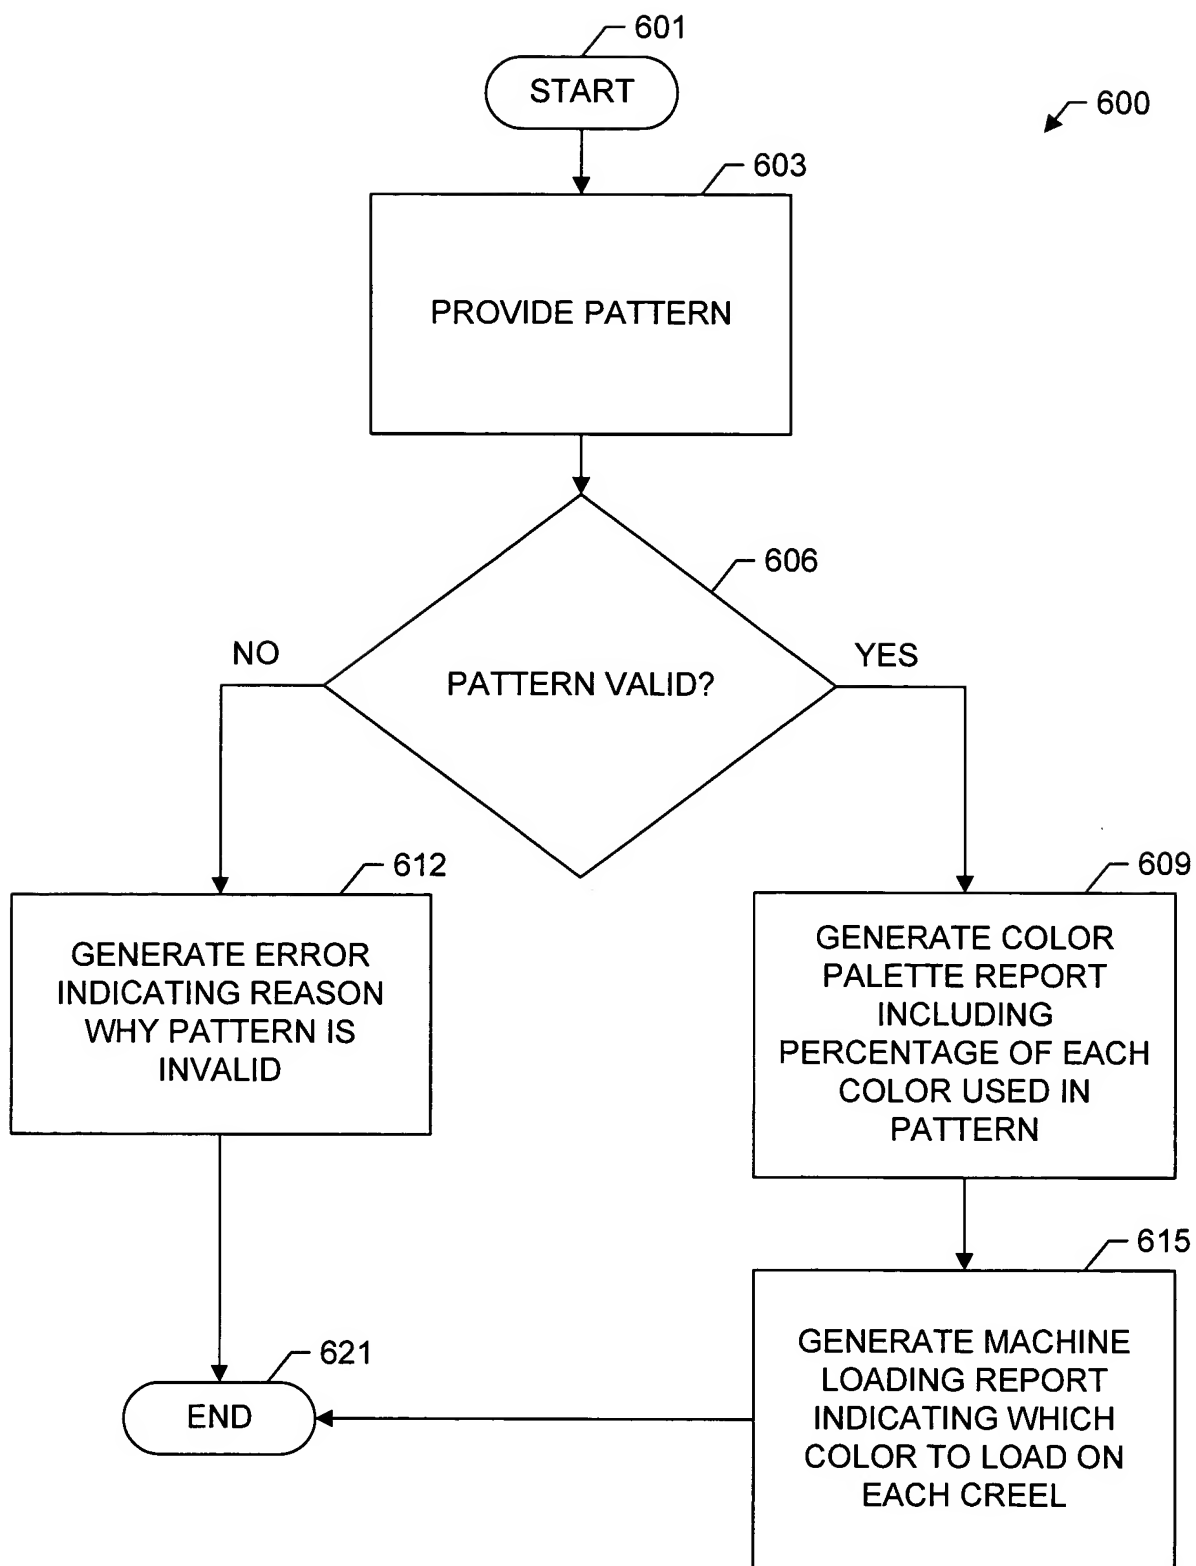 601
START
600
603
PROVIDE PATTERN
606
NO
PATTERN VALID?
YES
612
GENERATE ERROR
INDICATING REASON
WHY PATTERN IS
INVALID
609
GENERATE COLOR
PALETTE REPORT
INCLUDING
PERCENTAGE OF EACH
COLOR USED IN
PATTERN
615
GENERATE MACHINE
LOADING REPORT
INDICATING WHICH
COLOR TO LOAD ON
EACH CREEL
621
END